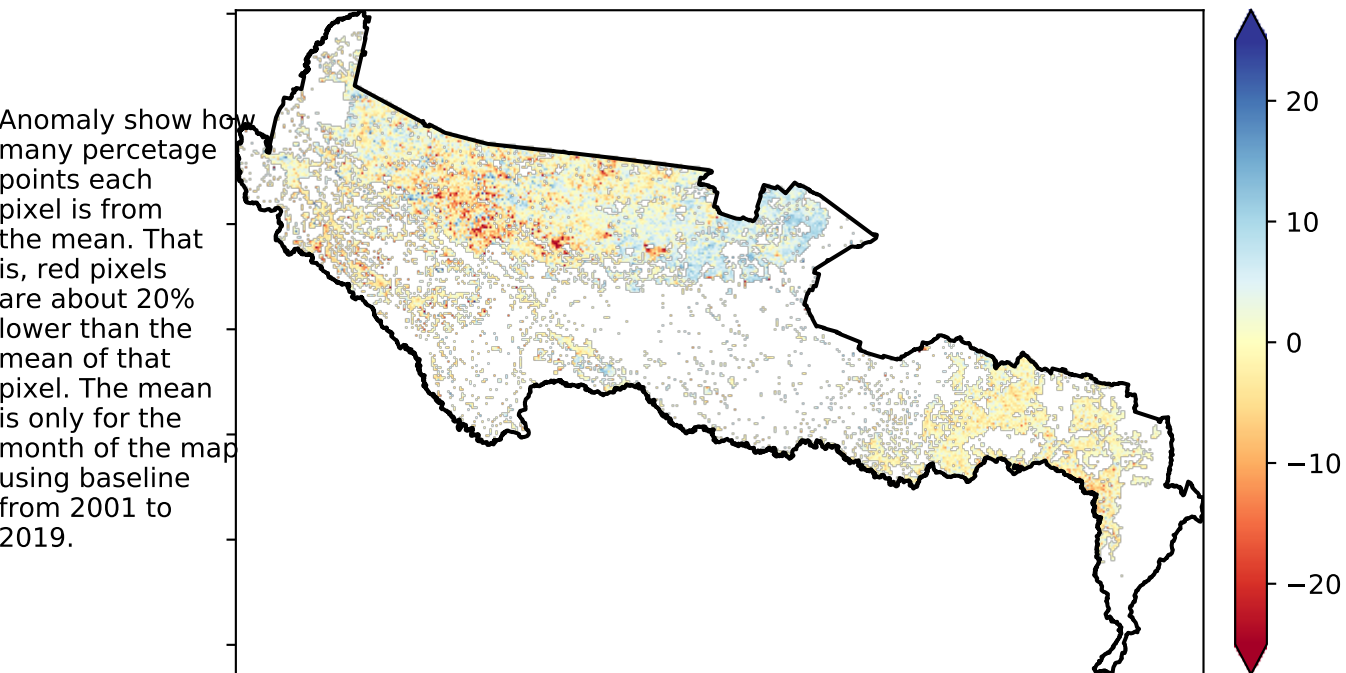 Anomaly show how
many percetage
points each
pixel is from
the mean. That
is, red pixels
are about 20%
lower than the
mean of that
pixel. The mean
is only for the
month of the map
using baseline
from 2001 to
2019.
20
10
0
−10
−20